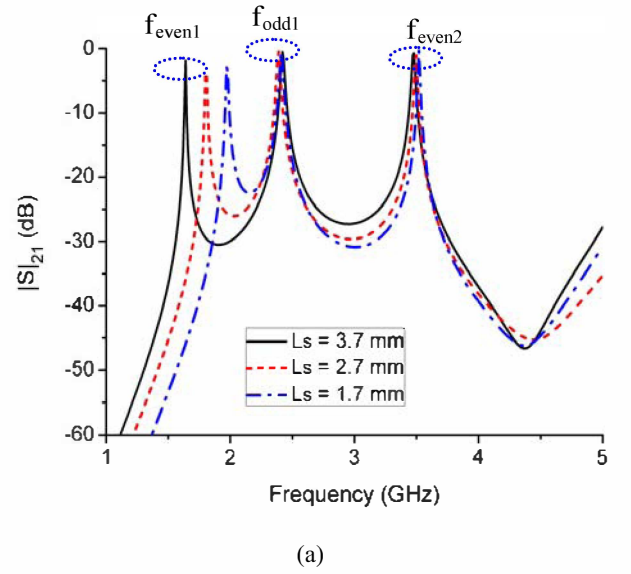 f_even1 f_odd1 f_even2
0
-10
-20
-30
-40
-50
-60
|S|21 (dB)
Ls = 3.7 mm
Ls = 2.7 mm
Ls = 1.7 mm
1 2 3 4 5
Frequency (GHz)
(a)